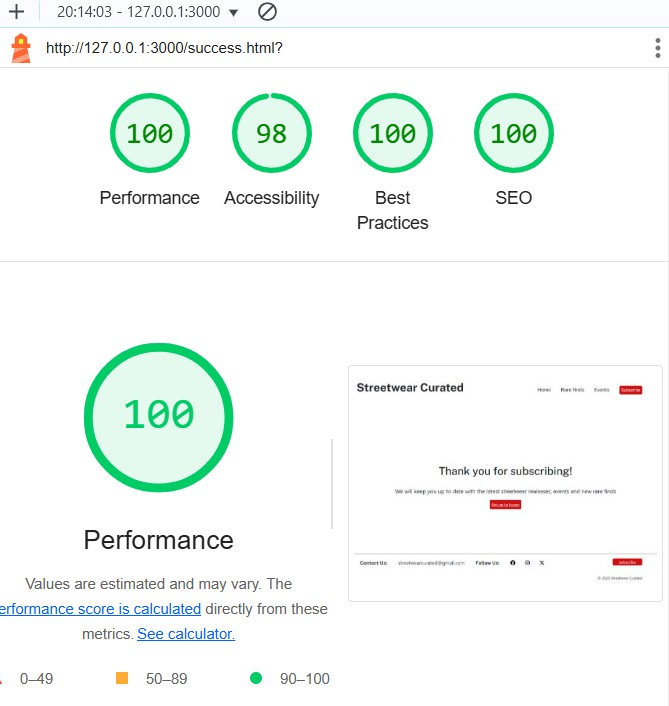 20:14:03 - 127.0.0.1:3000
http://127.0.0.1:3000/success.html?
100 98 100 100
Performance Accessibility Best Practices SEO
100
Performance
Values are estimated and may vary. The
erformance score is calculated directly from these
metrics. See calculator.
0–49 50–89 90–100
Streetwear Curated
Home Rare finds Events Subscribe
Thank you for subscribing!
We will keep you up to date with the latest streetwear realeases, events and new rare finds
Return to home
Contact Us: streetwearcurated@gmail.com Follow Us: Subscribe
© 2025 Streetwear Curated